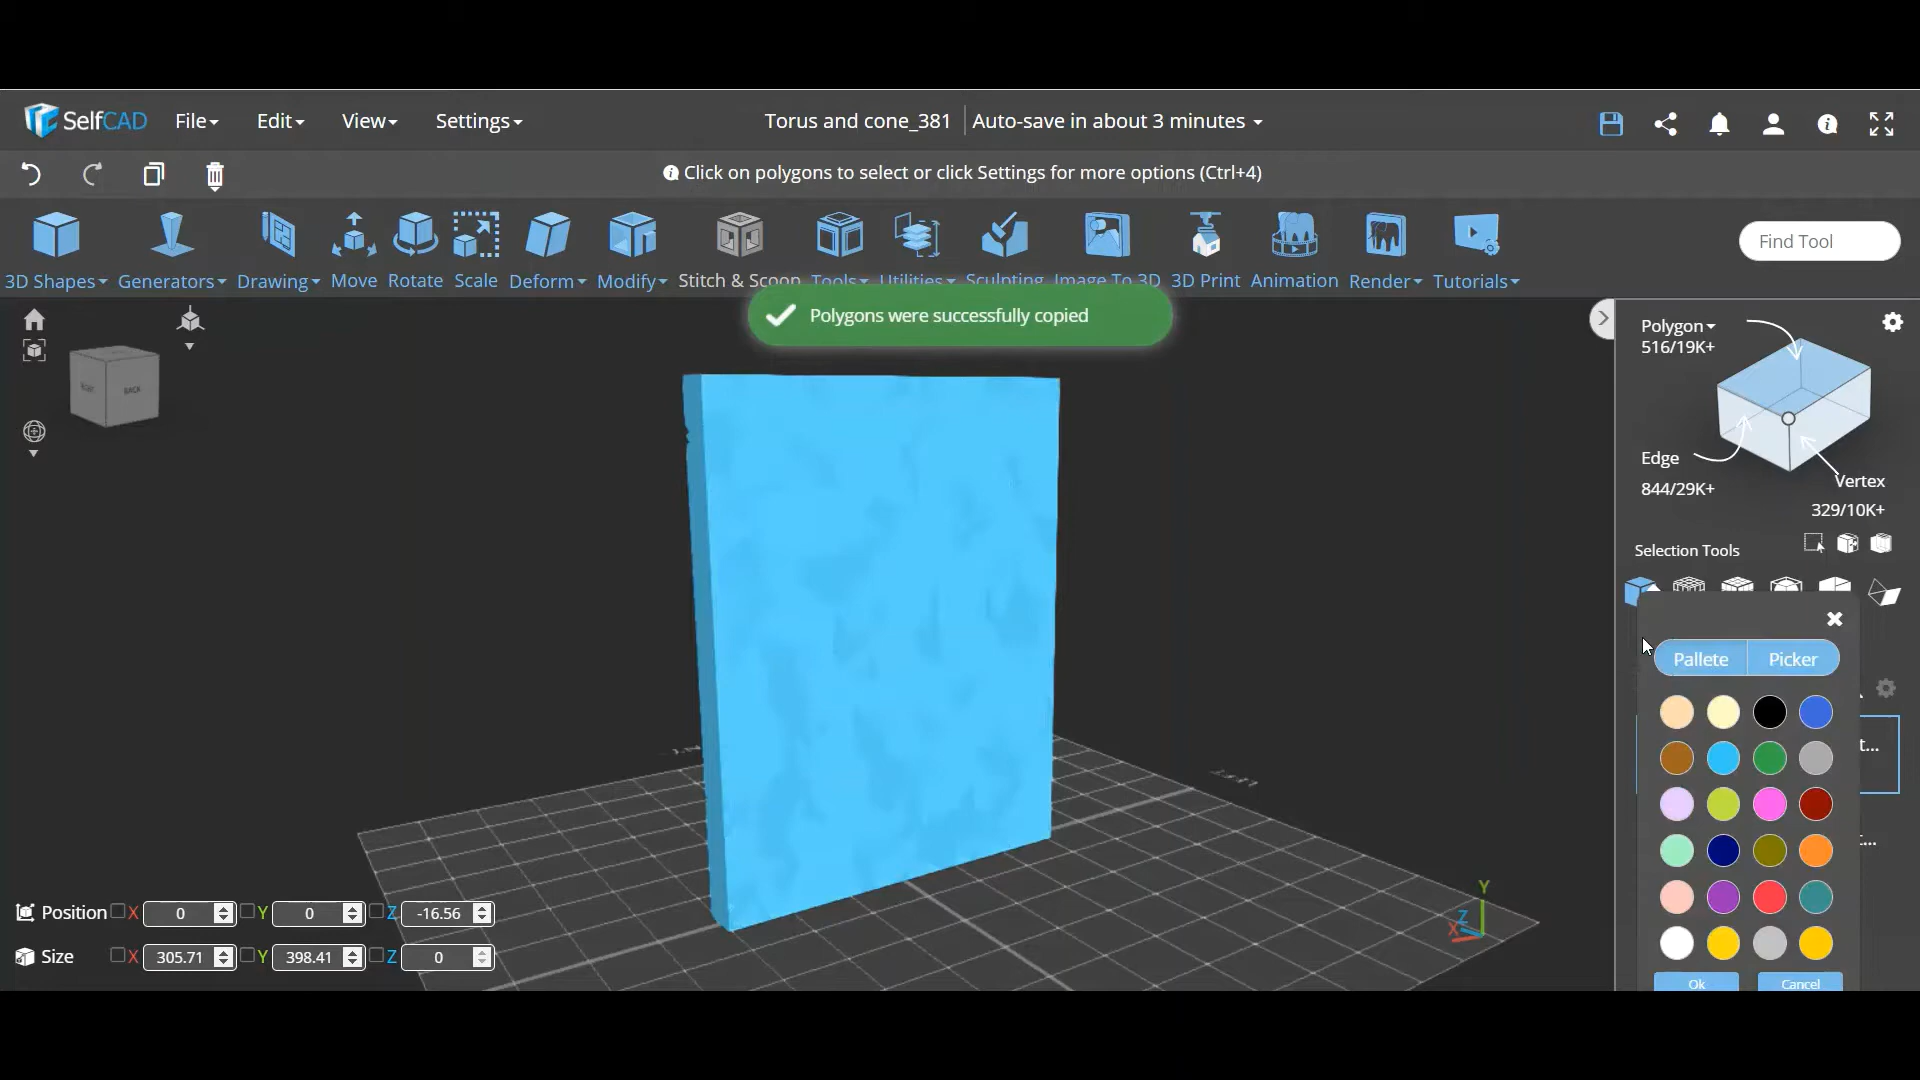 SelfCAD File Edit View Settings Torus and cone_381 Auto-save in about 3 minutes
Click on polygons to select or click Settings for more options (Ctrl+4)
3D Shapes Generators Drawing Move Rotate Scale Deform Modify Stitch & Scoop Tools Utilities Sculpting Image To 3D 3D Print Animation Render Tutorials
Find Tool
Polygons were successfully copied
Polygon
516/19K+
Edge
844/29K+
Vertex
329/10K+
Selection Tools
Pallete Picker
t...
t...
Ok Cancel
BACK
Position X 0 Y 0 Z -16.56
Size X 305.71 Y 398.41 Z 0
Y
Z
X